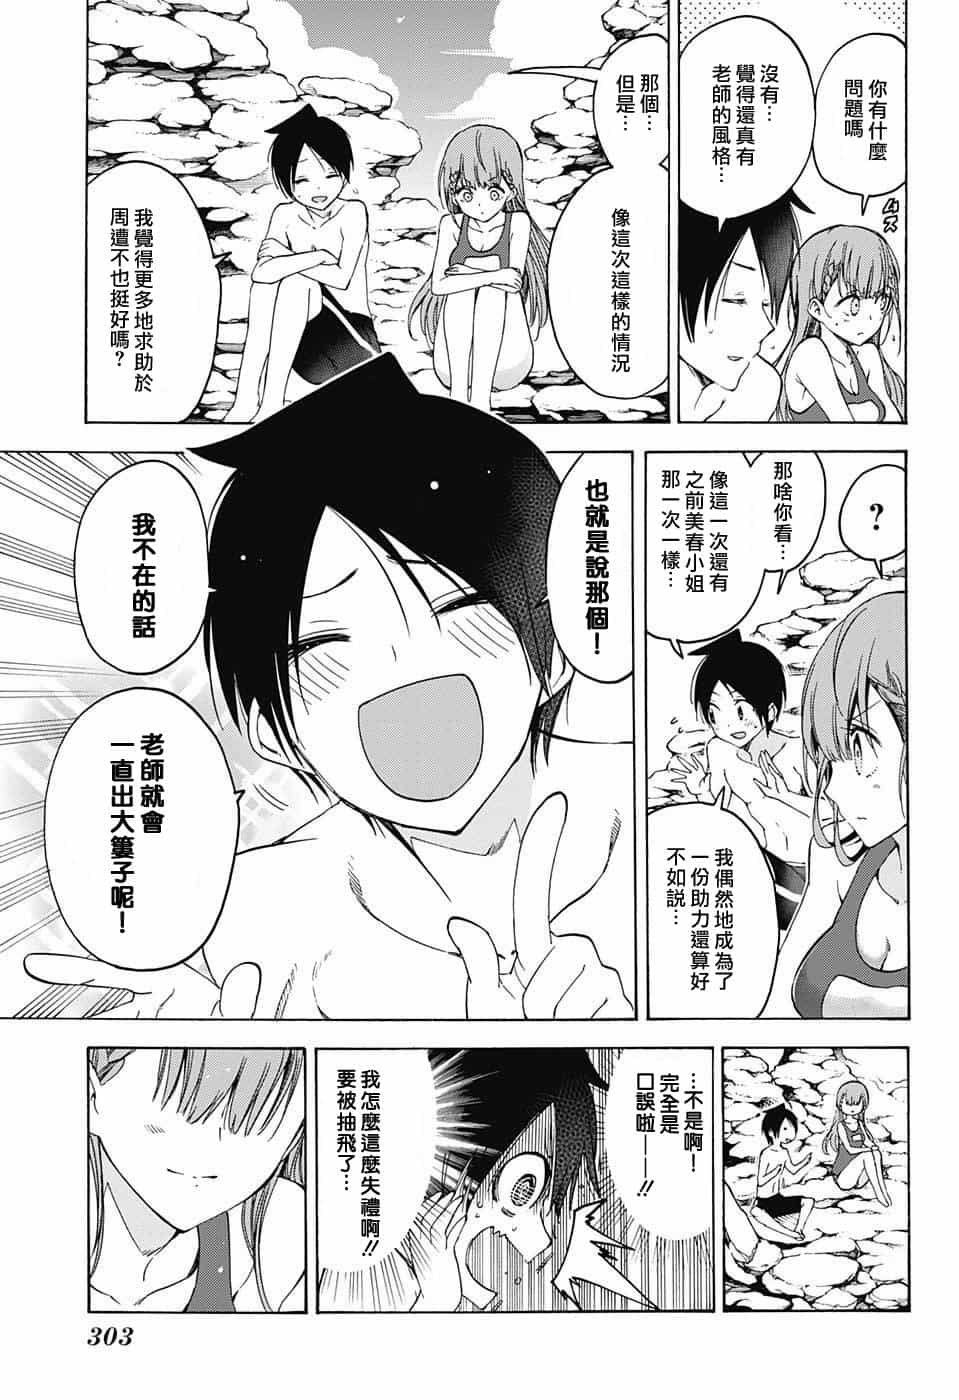 你有什麼
問題嗎
沒有…
覺得還真有
老師的風格…
ムス
那個…
但是…
像這次這樣的情況
我覺得更多地求助於
周遭不也挺好嗎？
？
那啥你看…
像這一次還有
之前美春小姐
那一次一樣…
我偶然地成為了
一份助力還算好
不如說…
也就是說那個！
我不在的話
老師就會
一直出大簍子呢！
…不是啊！
完全是
口誤啦——!!
我怎麼這麼失禮啊!!
要被抽飛了…
303